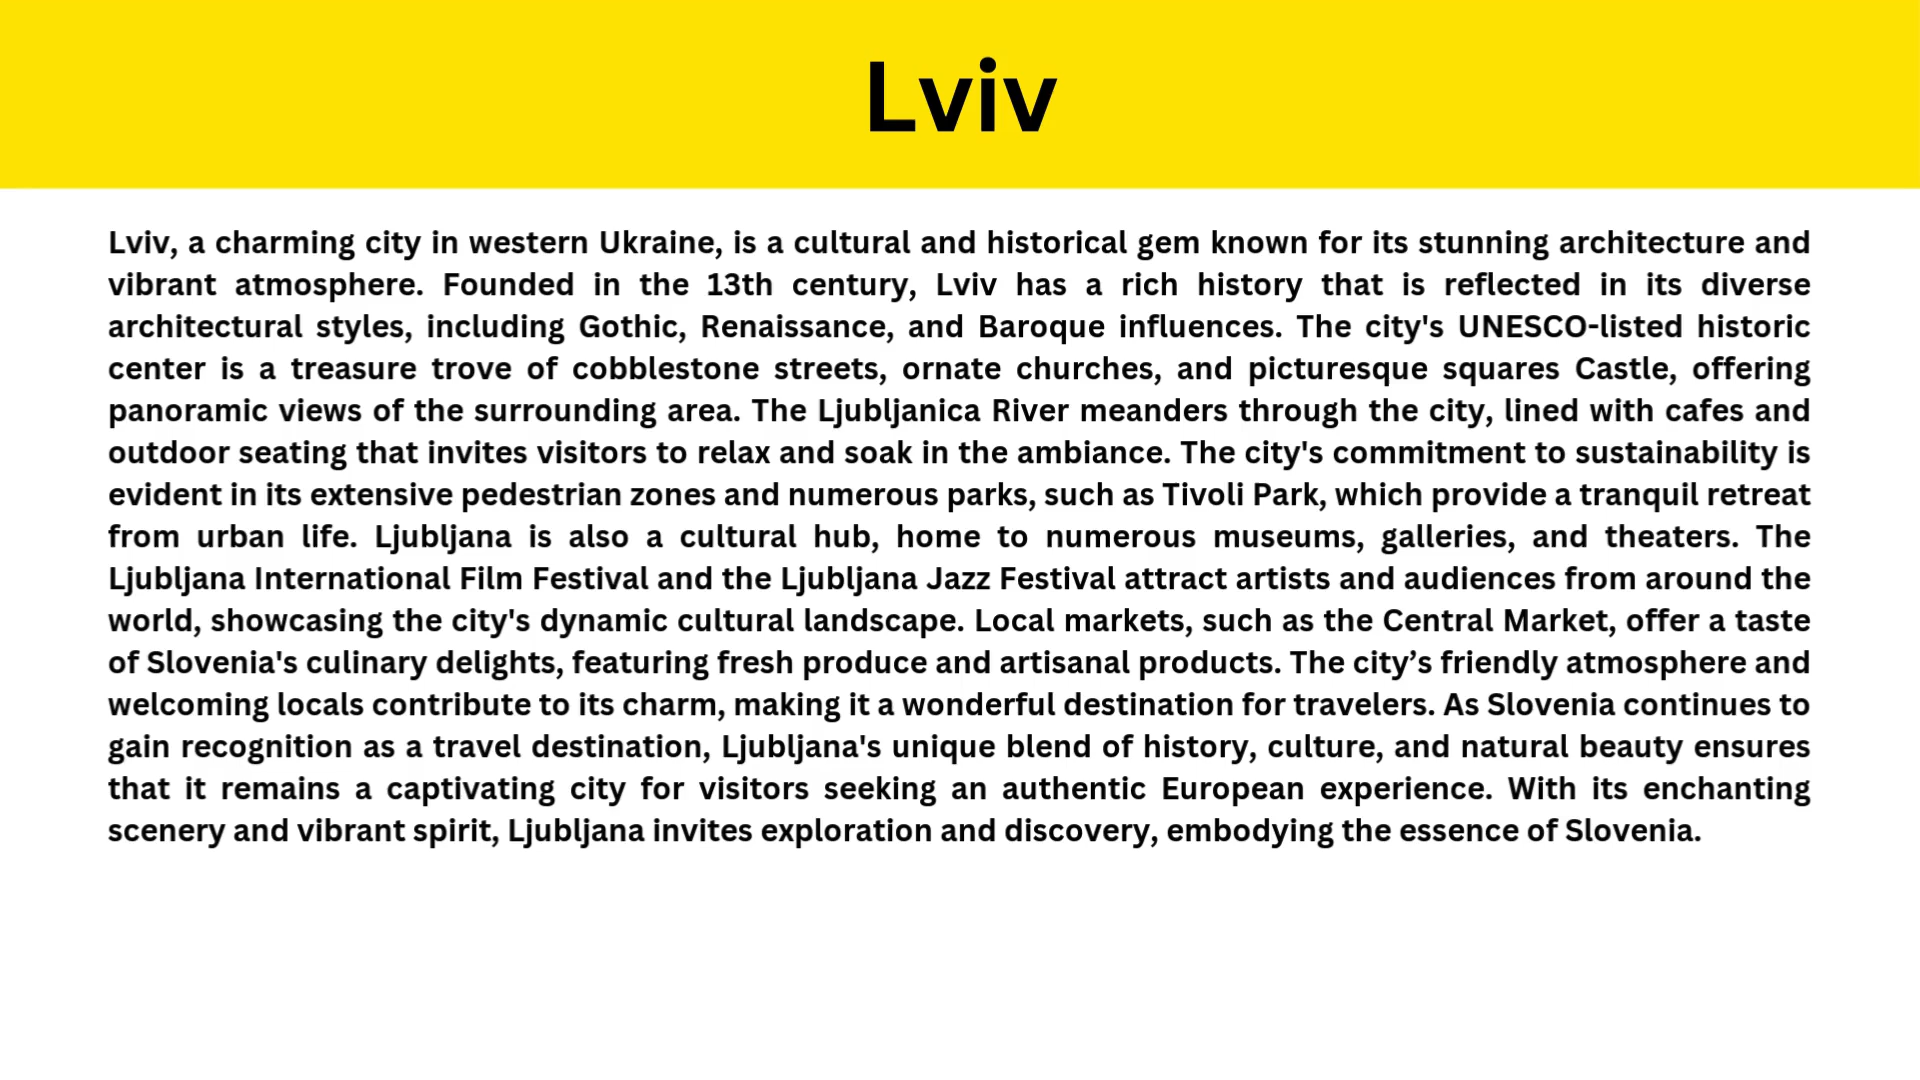 Lviv
Lviv, a charming city in western Ukraine, is a cultural and historical gem known for its stunning architecture and
vibrant atmosphere. Founded in the 13th century, Lviv has a rich history that is reflected in its diverse
architectural styles, including Gothic, Renaissance, and Baroque influences. The city's UNESCO-listed historic
center is a treasure trove of cobblestone streets, ornate churches, and picturesque squares Castle, offering
panoramic views of the surrounding area. The Ljubljanica River meanders through the city, lined with cafes and
outdoor seating that invites visitors to relax and soak in the ambiance. The city's commitment to sustainability is
evident in its extensive pedestrian zones and numerous parks, such as Tivoli Park, which provide a tranquil retreat
from urban life. Ljubljana is also a cultural hub, home to numerous museums, galleries, and theaters. The
Ljubljana International Film Festival and the Ljubljana Jazz Festival attract artists and audiences from around the
world, showcasing the city's dynamic cultural landscape. Local markets, such as the Central Market, offer a taste
of Slovenia's culinary delights, featuring fresh produce and artisanal products. The city’s friendly atmosphere and
welcoming locals contribute to its charm, making it a wonderful destination for travelers. As Slovenia continues to
gain recognition as a travel destination, Ljubljana's unique blend of history, culture, and natural beauty ensures
that it remains a captivating city for visitors seeking an authentic European experience. With its enchanting
scenery and vibrant spirit, Ljubljana invites exploration and discovery, embodying the essence of Slovenia.